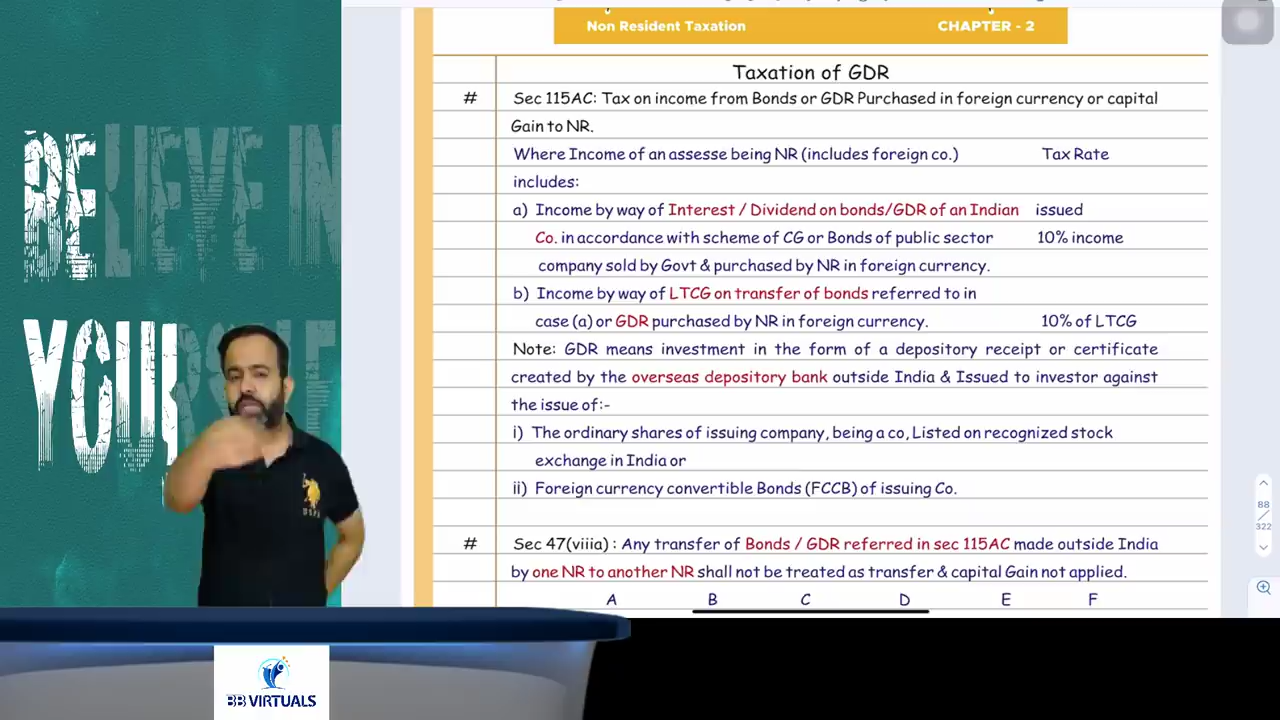 BELIEVE IN
YOURSELF
Non Resident Taxation CHAPTER - 2
Taxation of GDR
# Sec 115AC: Tax on income from Bonds or GDR Purchased in foreign currency or capital
Gain to NR.
Where Income of an assesse being NR (includes foreign co.) Tax Rate
includes:
a) Income by way of Interest / Dividend on bonds/GDR of an Indian issued
Co. in accordance with scheme of CG or Bonds of public sector 10% income
company sold by Govt & purchased by NR in foreign currency.
b) Income by way of LTCG on transfer of bonds referred to in
case (a) or GDR purchased by NR in foreign currency. 10% of LTCG
Note: GDR means investment in the form of a depository receipt or certificate
created by the overseas depository bank outside India & Issued to investor against
the issue of:-
i) The ordinary shares of issuing company, being a co, Listed on recognized stock
exchange in India or
ii) Foreign currency convertible Bonds (FCCB) of issuing Co.
# Sec 47(viiia) : Any transfer of Bonds / GDR referred in sec 115AC made outside India
by one NR to another NR shall not be treated as transfer & capital Gain not applied.
A B C D E F
88
322
USPA
BB VIRTUALS